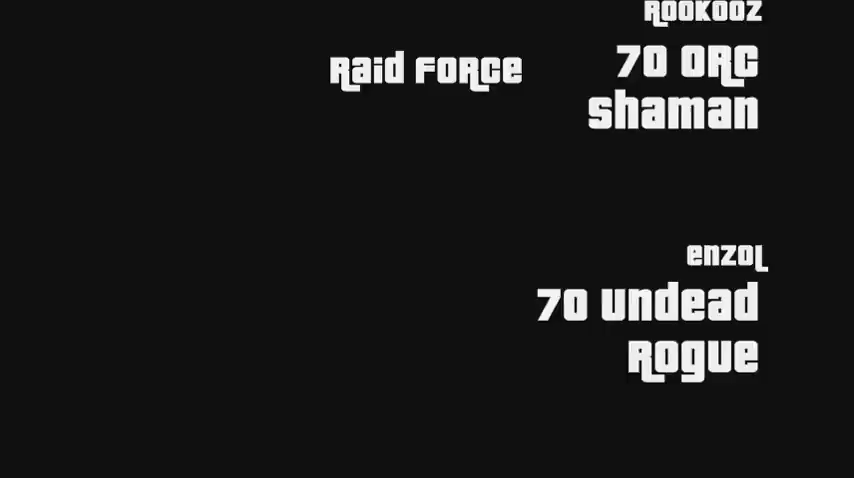 Rookooz
Raid Force
70 ORC
shaman
enzol
70 undead
Rogue